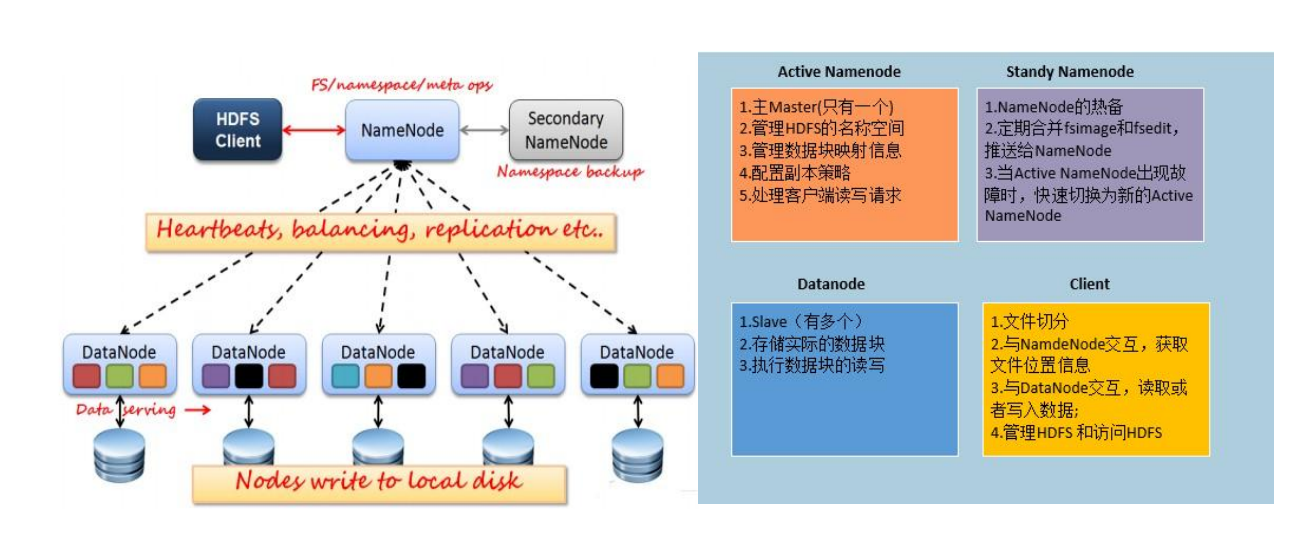 FS/namespace/meta ops
HDFS
Client
NameNode
Secondary
NameNode
Namespace backup
Heartbeats, balancing, replication etc..
DataNode
DataNode
DataNode
DataNode
DataNode
Data serving
Nodes write to local disk
Active Namenode
1.主Master(只有一个)
2.管理HDFS的名称空间
3.管理数据块映射信息
4.配置副本策略
5.处理客户端读写请求
Standy Namenode
1.NameNode的热备
2.定期合并fsimage和fsedit，
推送给NameNode
3.当Active NameNode出现故
障时，快速切换为新的Active
NameNode
Datanode
1.Slave（有多个）
2.存储实际的数据块
3.执行数据块的读写
Client
1.文件切分
2.与NamdeNode交互，获取
文件位置信息
3.与DataNode交互，读取或
者写入数据;
4.管理HDFS 和访问HDFS